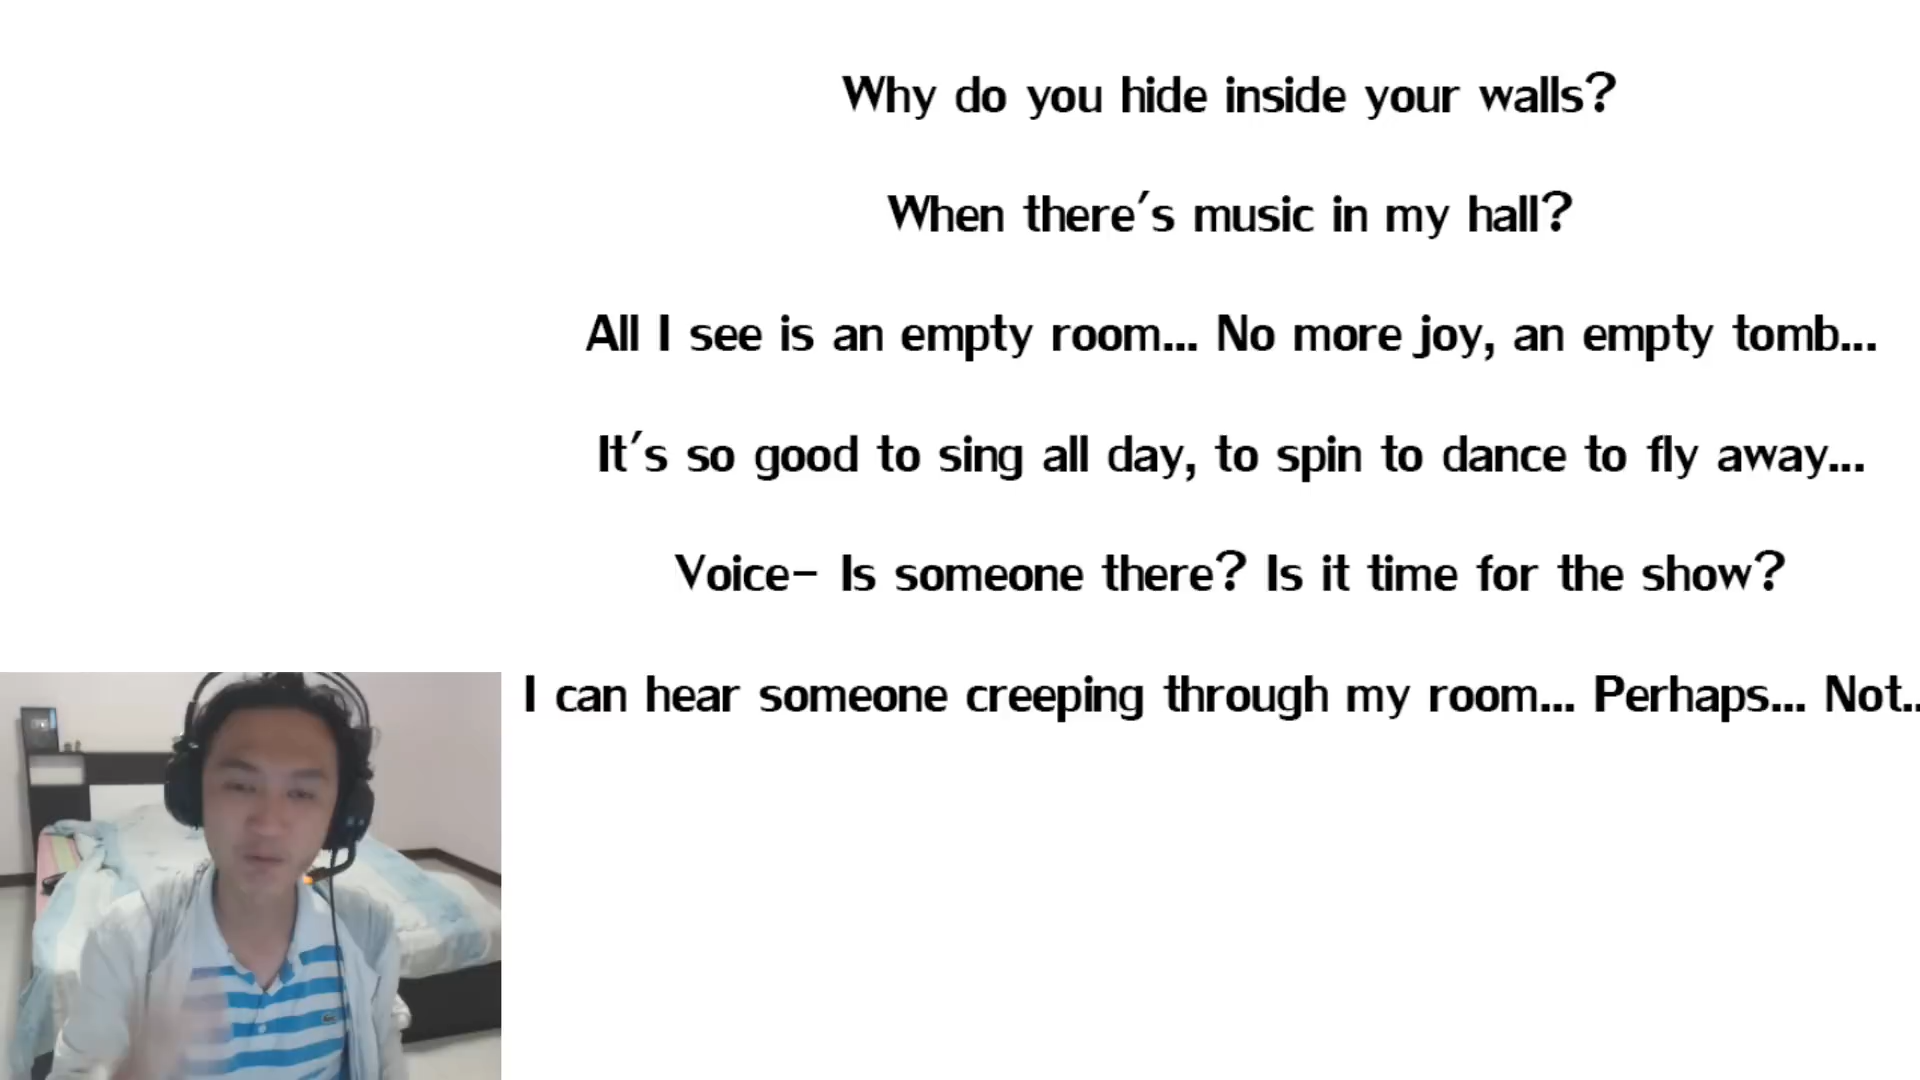 Why do you hide inside your walls?
When there's music in my hall?
All I see is an empty room... No more joy, an empty tomb...
It's so good to sing all day, to spin to dance to fly away...
Voice- Is someone there? Is it time for the show?
I can hear someone creeping through my room... Perhaps... Not..